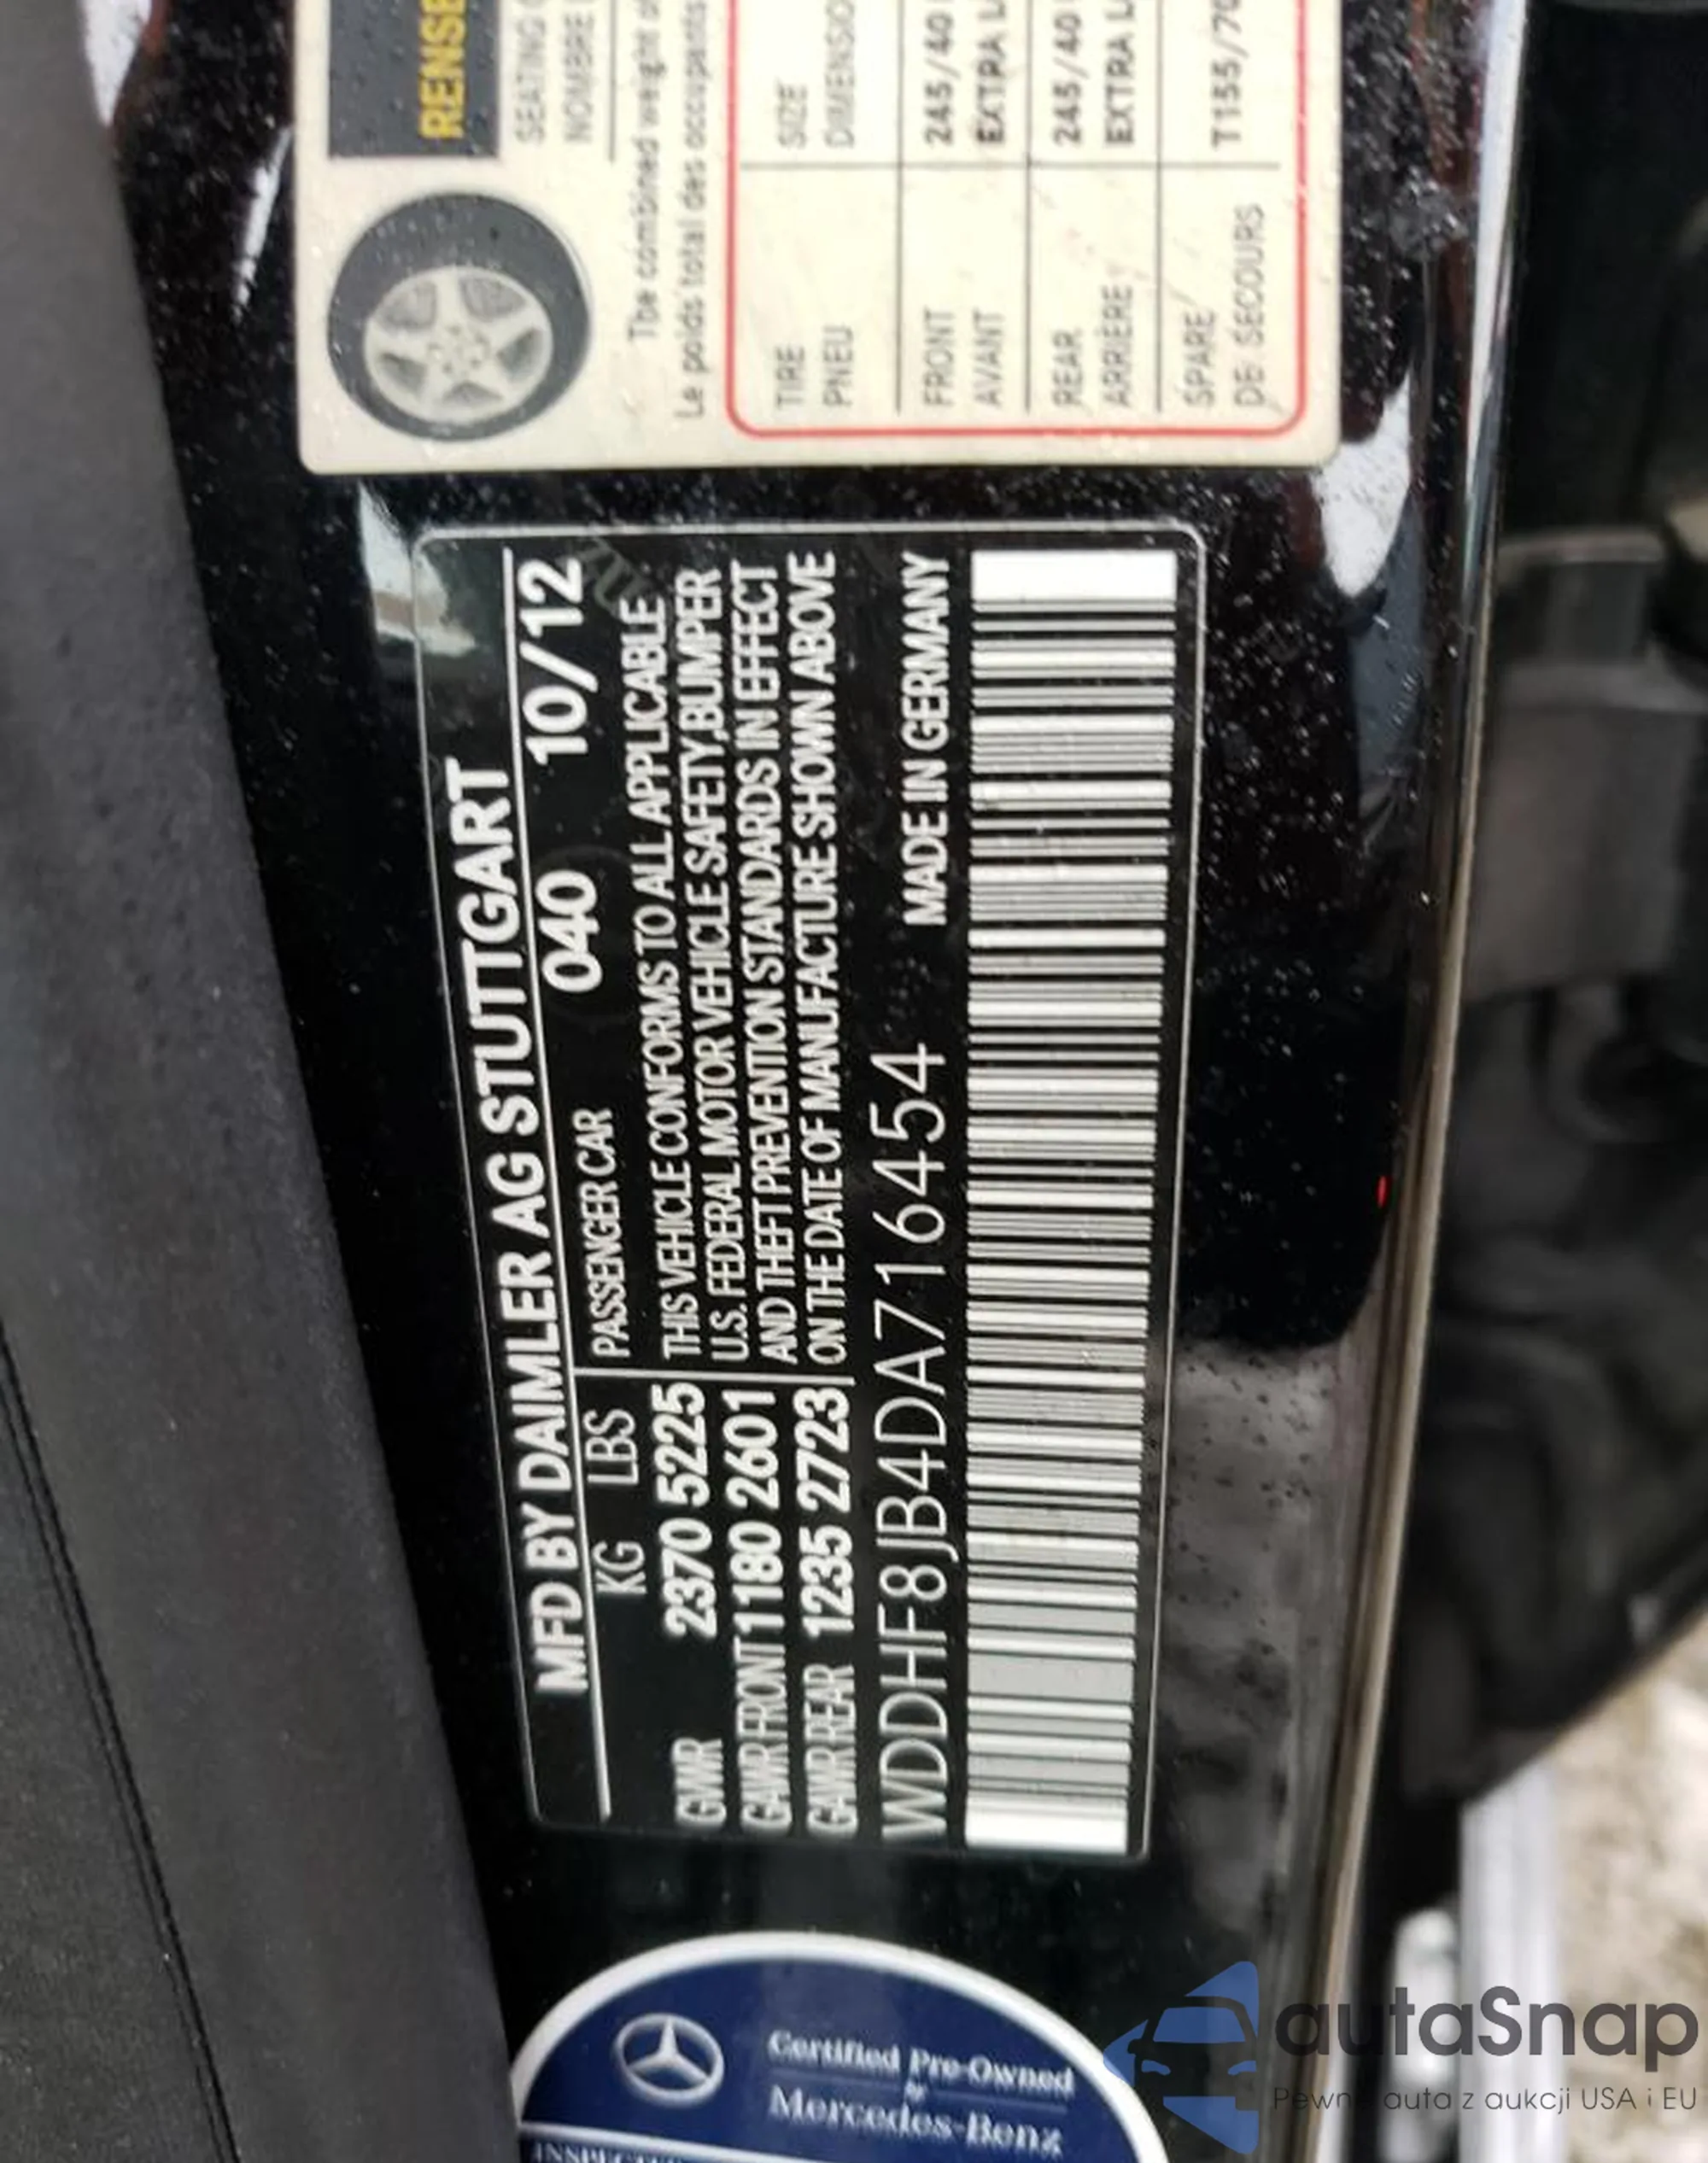 RENSE
SEATING
NOMBRE
The combined weight of
Le poids total des occupants
TIRE SIZE
PNEU DIMENSIO
FRONT 245/40
AVANT EXTRA L
REAR 245/40
ARRIÈRE EXTRA L
SPARE T155/70
DE SECOURS
MFD BY DAIMLER AG STUTTGART
KG LBS PASSENGER CAR 040 10/12
GVWR 2370 5225 THIS VEHICLE CONFORMS TO ALL APPLICABLE
GAWR FRONT 1180 2601 U.S. FEDERAL MOTOR VEHICLE SAFETY,BUMPER
GAWR REAR 1235 2723 AND THEFT PREVENTION STANDARDS IN EFFECT
ON THE DATE OF MANUFACTURE SHOWN ABOVE
WDDHF8JB4DA716454 MADE IN GERMANY
Certified Pre-Owned
by
Mercedes-Benz
autaSnap
Pewne auta z aukcji USA i EU